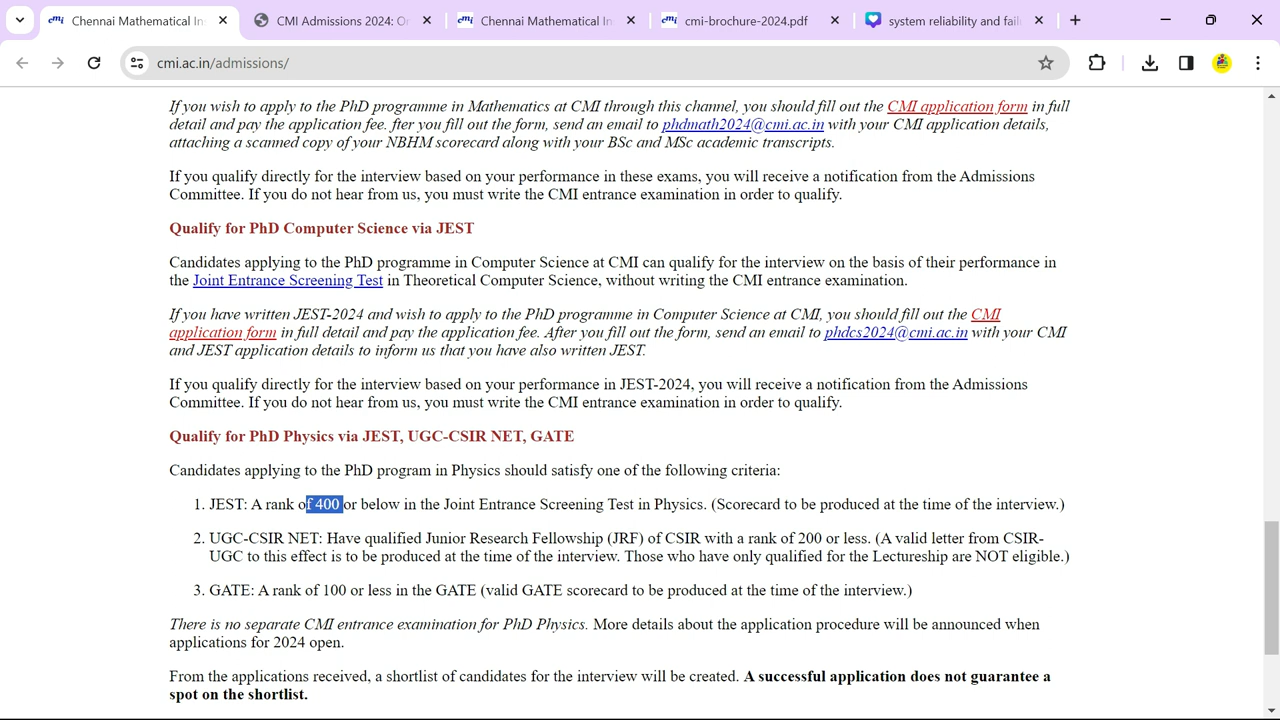 Chennai Mathematical In
CMI Admissions 2024: On
Chennai Mathematical In
cmi-brochure-2024.pdf
system reliability and failu
cmi.ac.in/admissions/
If you wish to apply to the PhD programme in Mathematics at CMI through this channel, you should fill out the CMI application form in full
detail and pay the application fee. fter you fill out the form, send an email to phdmath2024@cmi.ac.in with your CMI application details,
attaching a scanned copy of your NBHM scorecard along with your BSc and MSc academic transcripts.
If you qualify directly for the interview based on your performance in these exams, you will receive a notification from the Admissions
Committee. If you do not hear from us, you must write the CMI entrance examination in order to qualify.
Qualify for PhD Computer Science via JEST
Candidates applying to the PhD programme in Computer Science at CMI can qualify for the interview on the basis of their performance in
the Joint Entrance Screening Test in Theoretical Computer Science, without writing the CMI entrance examination.
If you have written JEST-2024 and wish to apply to the PhD programme in Computer Science at CMI, you should fill out the CMI
application form in full detail and pay the application fee. After you fill out the form, send an email to phdcs2024@cmi.ac.in with your CMI
and JEST application details to inform us that you have also written JEST.
If you qualify directly for the interview based on your performance in JEST-2024, you will receive a notification from the Admissions
Committee. If you do not hear from us, you must write the CMI entrance examination in order to qualify.
Qualify for PhD Physics via JEST, UGC-CSIR NET, GATE
Candidates applying to the PhD program in Physics should satisfy one of the following criteria:
1. JEST: A rank of 400 or below in the Joint Entrance Screening Test in Physics. (Scorecard to be produced at the time of the interview.)
2. UGC-CSIR NET: Have qualified Junior Research Fellowship (JRF) of CSIR with a rank of 200 or less. (A valid letter from CSIR-
UGC to this effect is to be produced at the time of the interview. Those who have only qualified for the Lectureship are NOT eligible.)
3. GATE: A rank of 100 or less in the GATE (valid GATE scorecard to be produced at the time of the interview.)
There is no separate CMI entrance examination for PhD Physics. More details about the application procedure will be announced when
applications for 2024 open.
From the applications received, a shortlist of candidates for the interview will be created. A successful application does not guarantee a
spot on the shortlist.